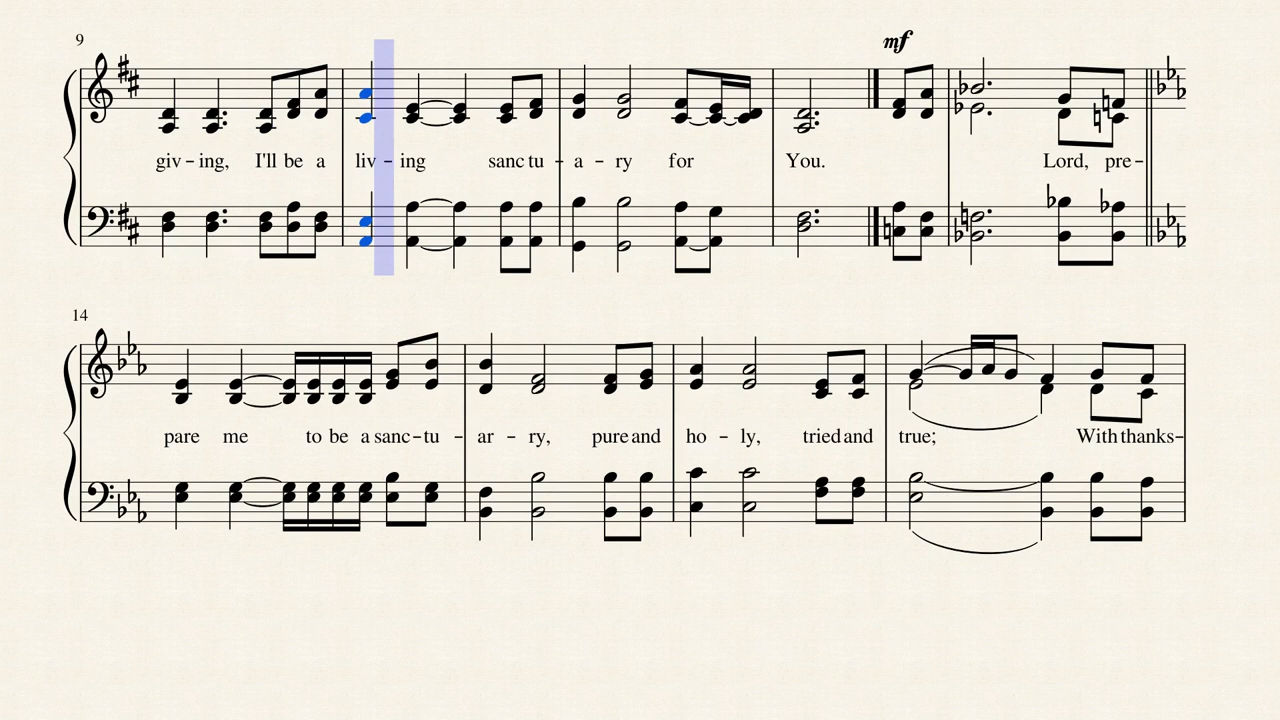 9
mf
giv - ing, I'll be a liv - ing sanc tu - a - ry for You. Lord, pre -
14
pare me to be a sanc - tu - ar - ry, pure and ho - ly, tried and true; With thanks -